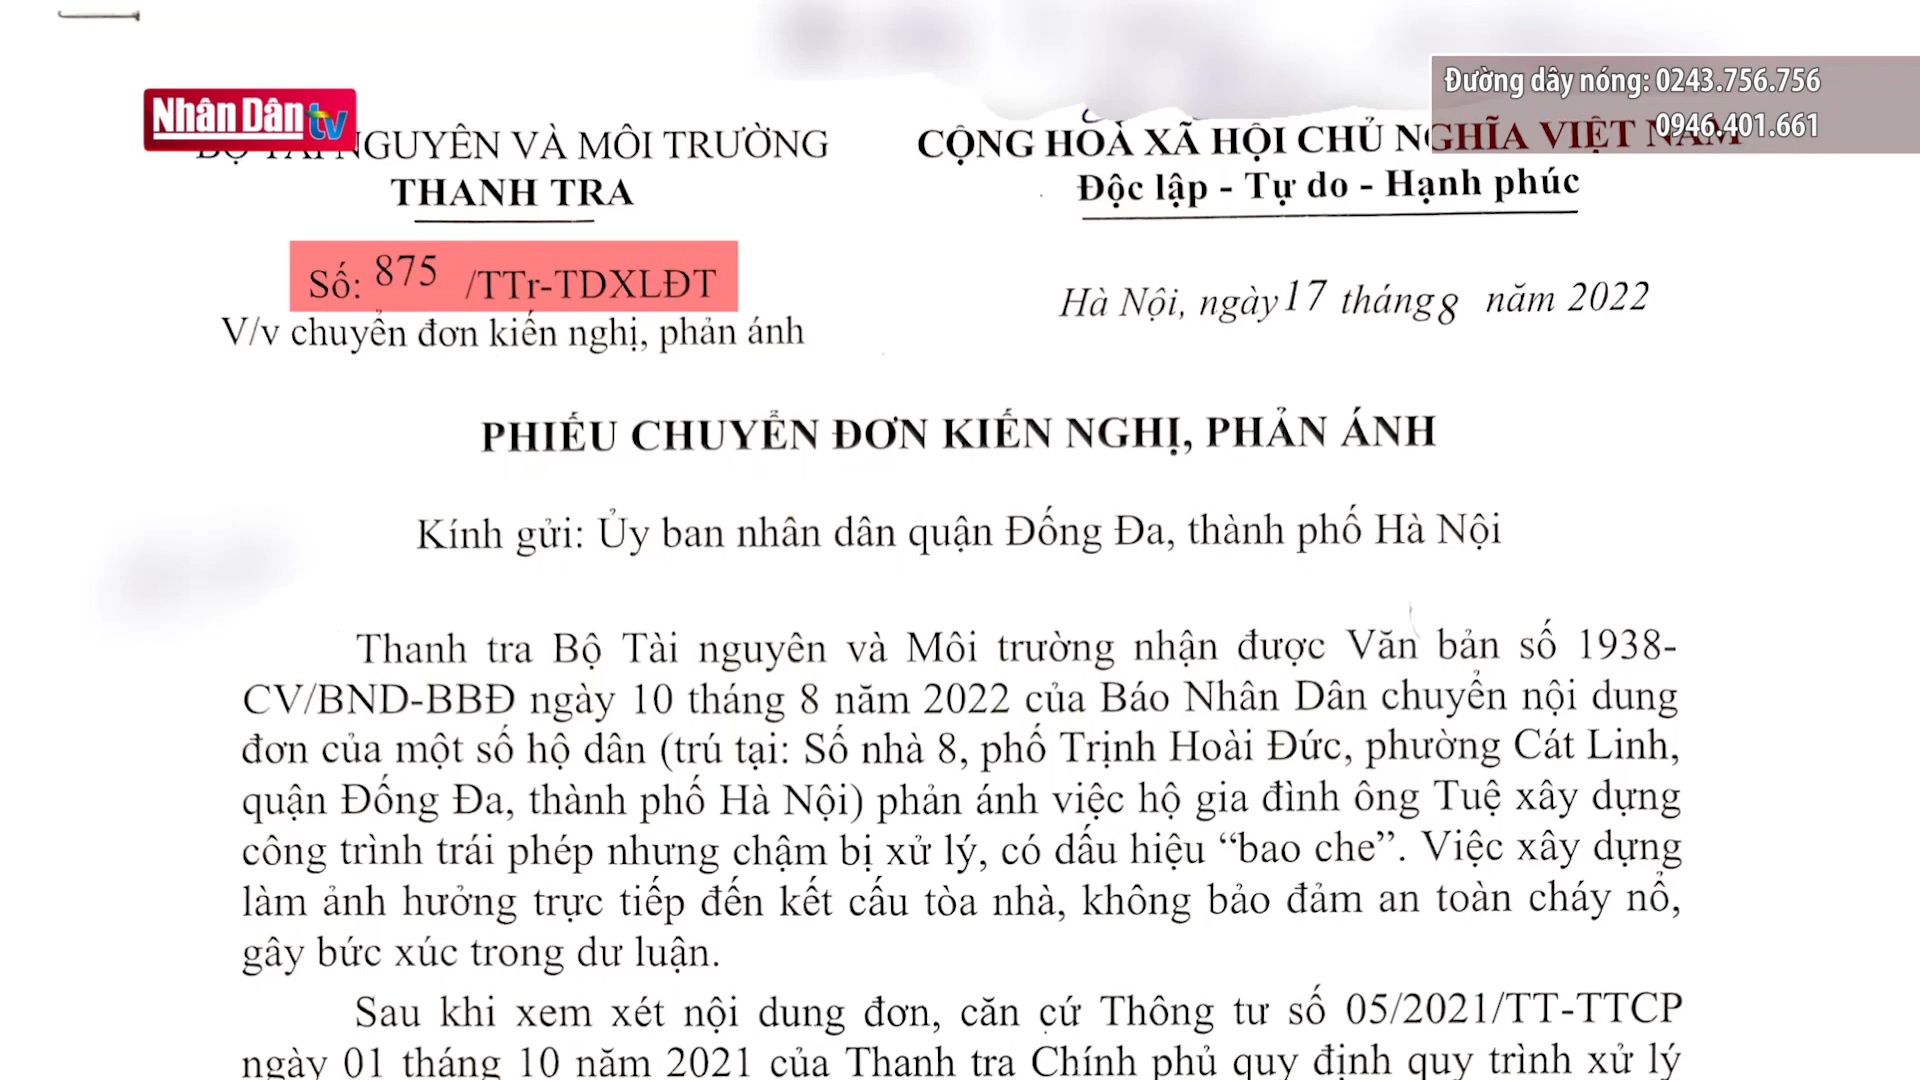 Đường dây nóng: 0243.756.756
0946.401.661
Nhân Dân tv
BỘ TÀI NGUYÊN VÀ MÔI TRƯỜNG
THANH TRA
CỘNG HOÀ XÃ HỘI CHỦ NGHĨA VIỆT NAM
Độc lập - Tự do - Hạnh phúc
Số: 875 /TTr-TDXLĐT
V/v chuyển đơn kiến nghị, phản ánh
Hà Nội, ngày 17 tháng 8 năm 2022
PHIẾU CHUYỂN ĐƠN KIẾN NGHỊ, PHẢN ÁNH
Kính gửi: Ủy ban nhân dân quận Đống Đa, thành phố Hà Nội
Thanh tra Bộ Tài nguyên và Môi trường nhận được Văn bản số 1938-
CV/BND-BBĐ ngày 10 tháng 8 năm 2022 của Báo Nhân Dân chuyển nội dung
đơn của một số hộ dân (trú tại: Số nhà 8, phố Trịnh Hoài Đức, phường Cát Linh,
quận Đống Đa, thành phố Hà Nội) phản ánh việc hộ gia đình ông Tuệ xây dựng
công trình trái phép nhưng chậm bị xử lý, có dấu hiệu “bao che”. Việc xây dựng
làm ảnh hưởng trực tiếp đến kết cấu tòa nhà, không bảo đảm an toàn cháy nổ,
gây bức xúc trong dư luận.
Sau khi xem xét nội dung đơn, căn cứ Thông tư số 05/2021/TT-TTCP
ngày 01 tháng 10 năm 2021 của Thanh tra Chính phủ quy định quy trình xử lý